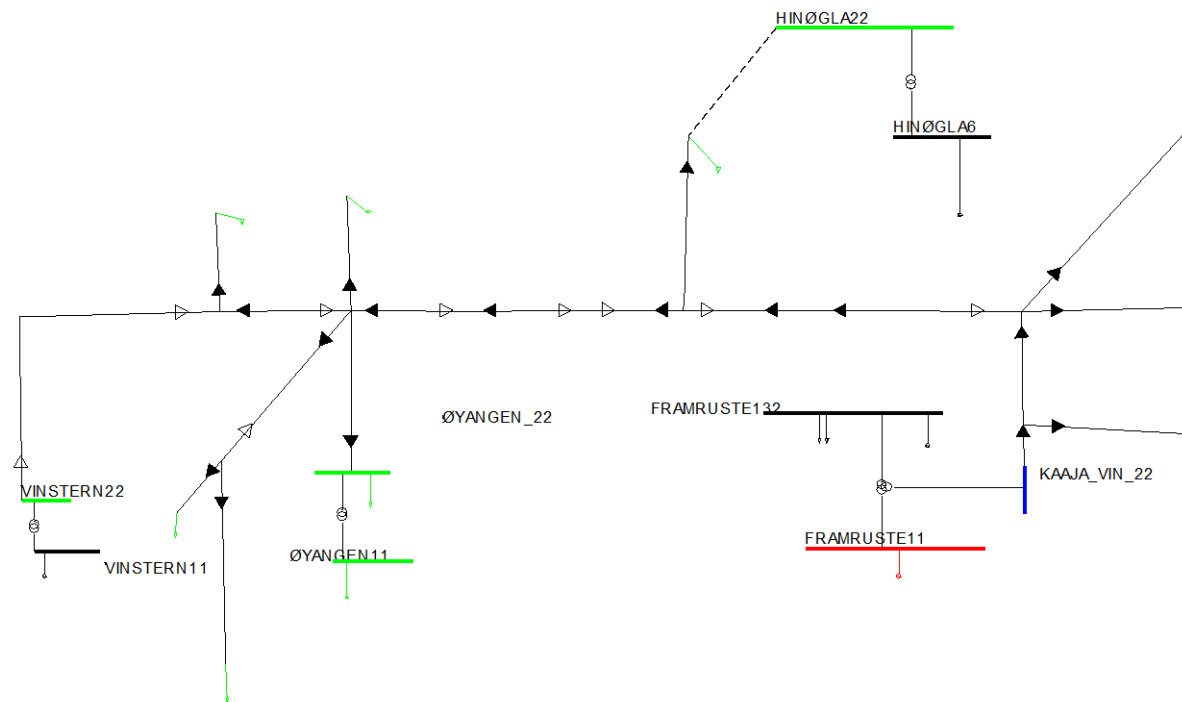 HINØGLA22
HINØGLA6
FRAMRUSTE132
ØYANGEN_22
KAAJA_VIN_22
VINSTERN22
FRAMRUSTE11
ØYANGEN11
VINSTERN11